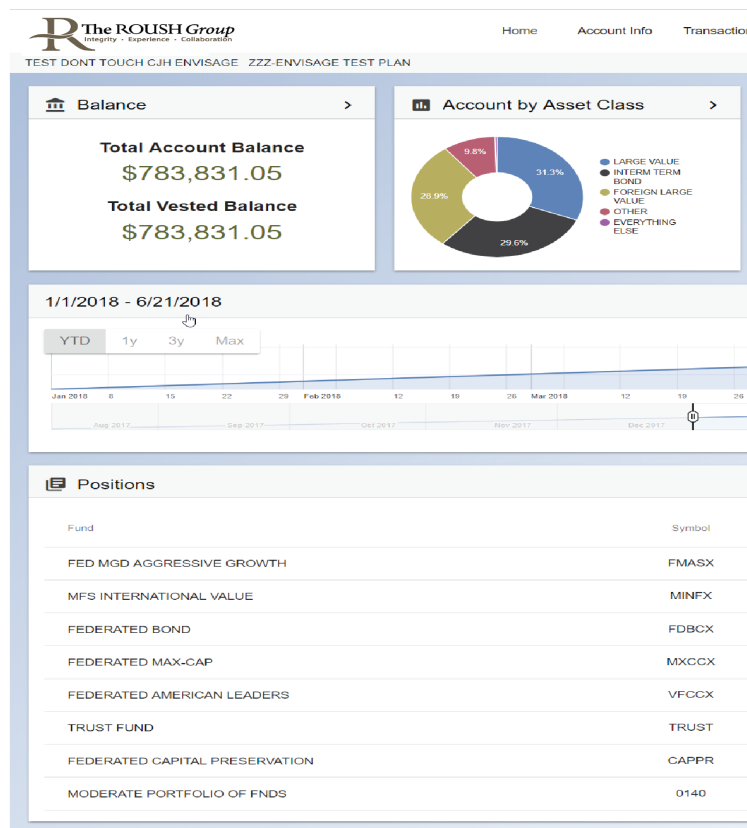 The ROUSH Group
Integrity - Experience - Collaboration
Home Account Info Transaction
TEST DONT TOUCH CJH ENVISAGE ZZZ-ENVISAGE TEST PLAN
Balance
Total Account Balance
$783,831.05
Total Vested Balance
$783,831.05
Account by Asset Class
9.8%
31.3%
28.9%
29.6%
LARGE VALUE
INTERM TERM
BOND
FOREIGN LARGE
VALUE
OTHER
EVERYTHING
ELSE
1/1/2018 - 6/21/2018
YTD 1y 3y Max
Jan 2018 8 15 22 29 Feb 2018 12 19 26 Mar 2018 12 19 26
Aug 2017 Sep 2017 Oct 2017 Nov 2017 Dec 2017
Positions
Fund Symbol
FED MGD AGGRESSIVE GROWTH FMASX
MFS INTERNATIONAL VALUE MINFX
FEDERATED BOND FDBCX
FEDERATED MAX-CAP MXCCX
FEDERATED AMERICAN LEADERS VFCCX
TRUST FUND TRUST
FEDERATED CAPITAL PRESERVATION CAPPR
MODERATE PORTFOLIO OF FNDS 0140